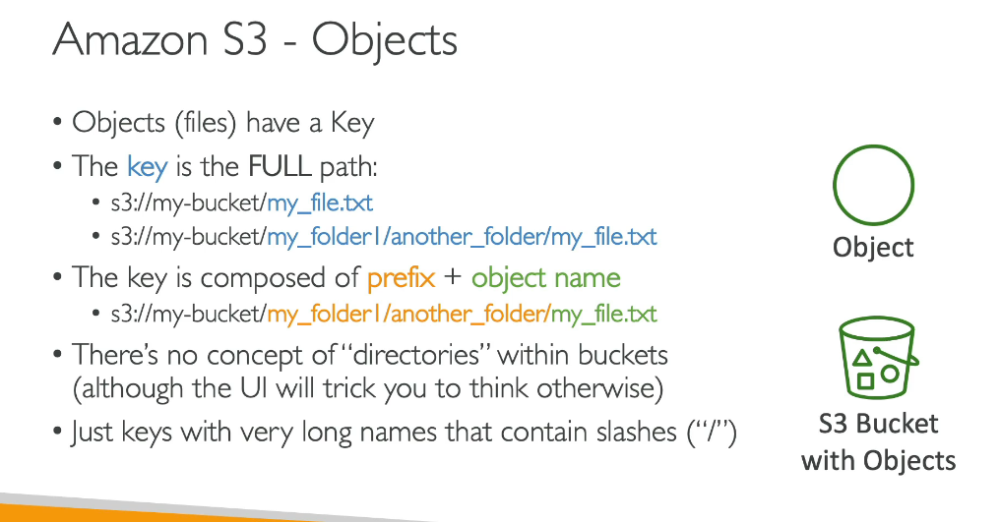 Amazon S3 - Objects
• Objects (files) have a Key
• The key is the FULL path:
• s3://my-bucket/my_file.txt
• s3://my-bucket/my_folder1/another_folder/my_file.txt
• The key is composed of prefix + object name
• s3://my-bucket/my_folder1/another_folder/my_file.txt
• There’s no concept of “directories” within buckets
(although the UI will trick you to think otherwise)
• Just keys with very long names that contain slashes (“/”)
Object
S3 Bucket
with Objects